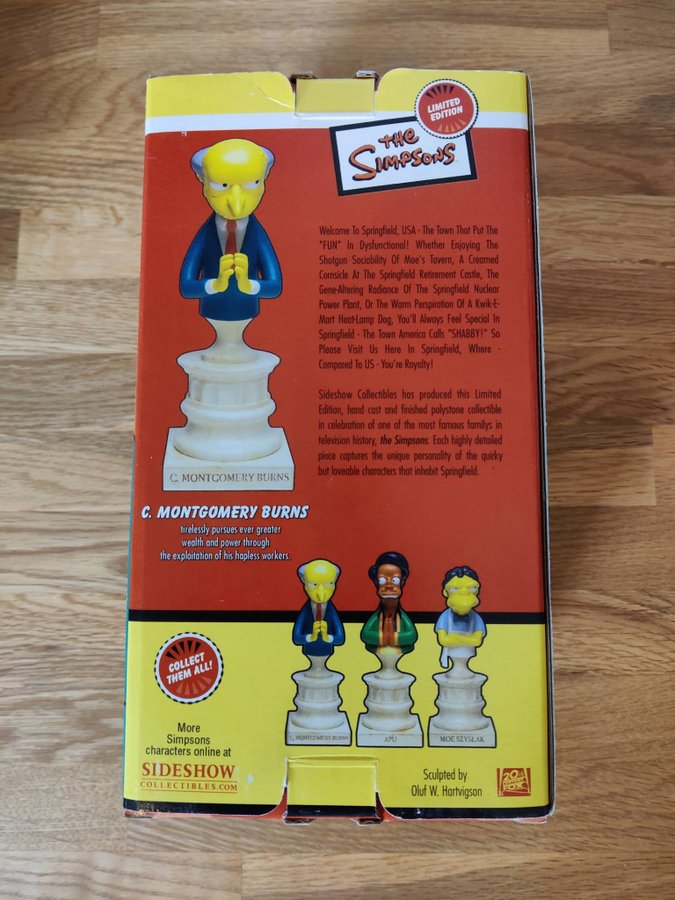 LIMITED
EDITION
THE
SIMPSONS
Welcome To Springfield, USA - The Town That Put The
"FUN" In Dysfunctional! Whether Enjoying The
Shotgun Sociability Of Moe's Tavern, A Creamed
Cornsicle At The Springfield Retirement Castle, The
Gene-Altering Radiance Of The Springfield Nuclear
Power Plant, Or The Warm Perspiration Of A Kwik-E-
Mart Heat-Lamp Dog, You'll Always Feel Special In
Springfield - The Town America Calls "SHABBY!" So
Please Visit Us Here In Springfield, Where -
Compared To US - You're Royalty!
Sideshow Collectibles has produced this Limited
Edition, hand cast and finished polystone collectible
in celebration of one of the most famous familys in
television history, the Simpsons. Each highly detailed
piece captures the unique personality of the quirky
but loveable characters that inhabit Springfield.
C. MONTGOMERY BURNS
C. MONTGOMERY BURNS
tirelessly pursues ever greater
wealth and power through
the exploitation of his hapless workers.
COLLECT
THEM ALL!
C. MONTGOMERY BURNS
APU
MOE SZYSLAK
More
Simpsons
characters online at
SIDESHOW
COLLECTIBLES.COM
Sculpted by
Oluf W. Hartvigson
20th
CENTURY
FOX